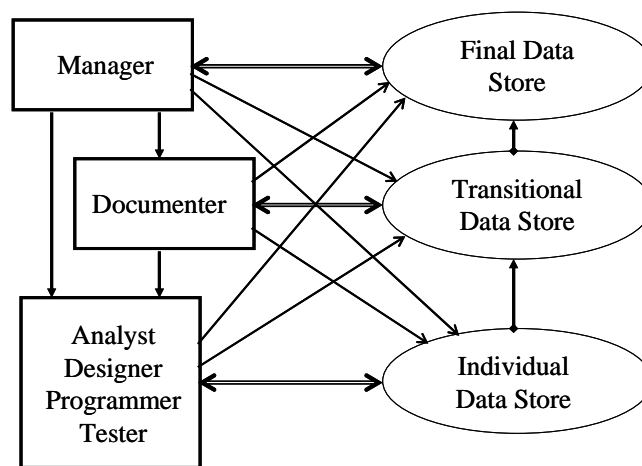 Manager
Final Data
Store
Documenter
Transitional
Data Store
Analyst
Designer
Programmer
Tester
Individual
Data Store